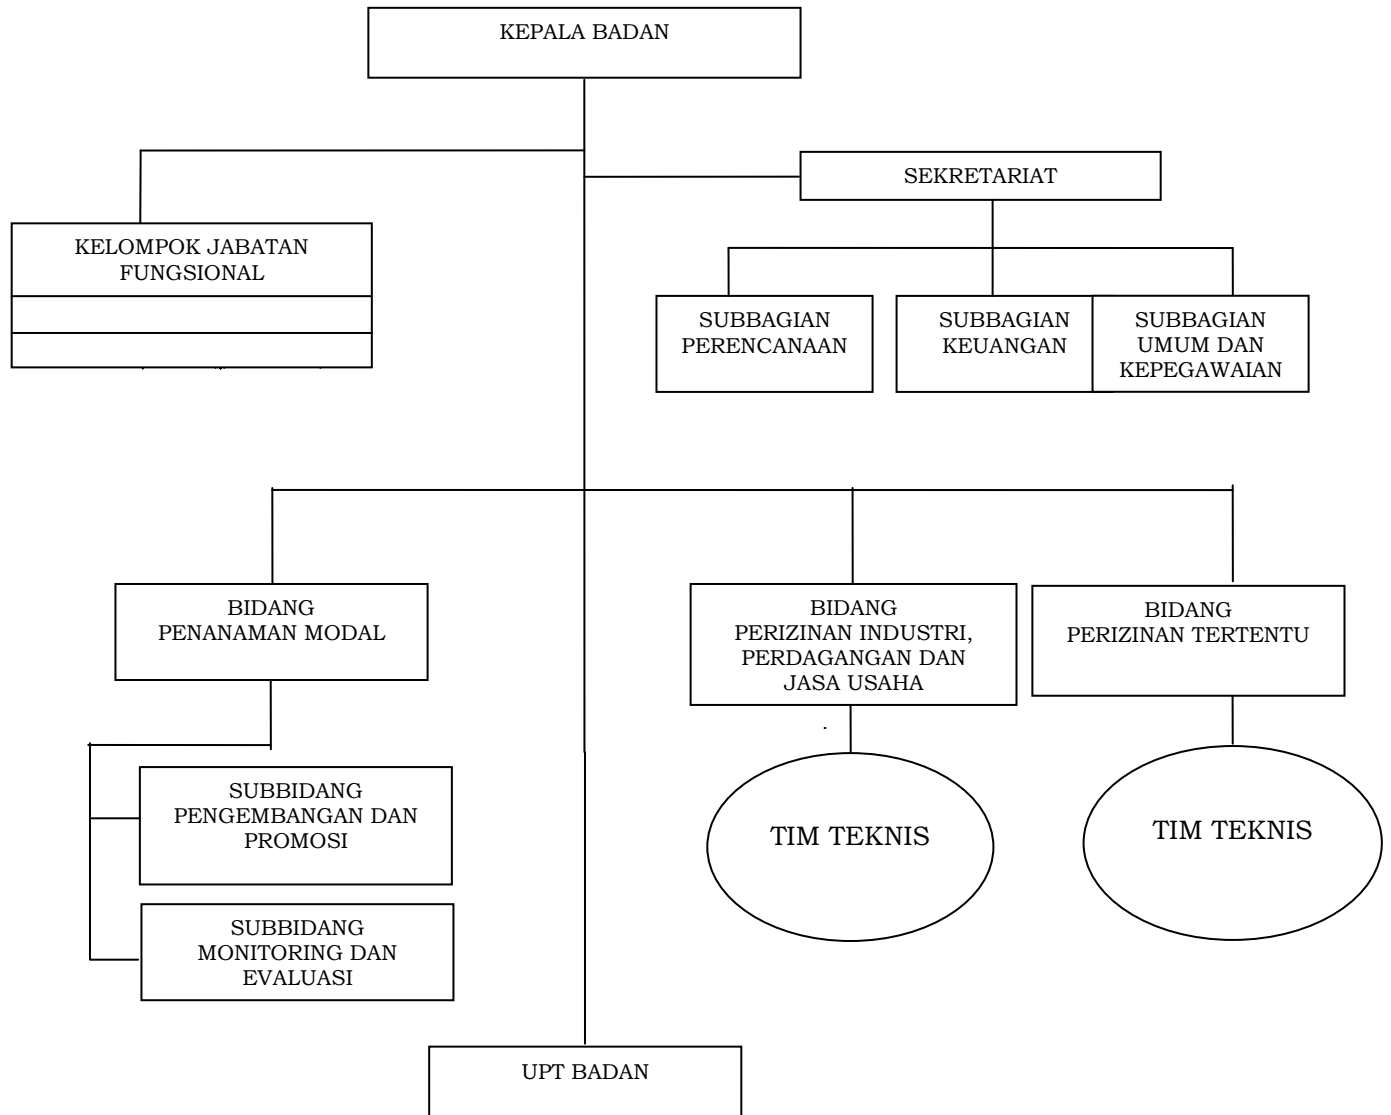 KEPALA BADAN
SEKRETARIAT
KELOMPOK JABATAN
FUNGSIONAL
SUBBAGIAN
PERENCANAAN
SUBBAGIAN
KEUANGAN
SUBBAGIAN
UMUM DAN
KEPEGAWAIAN
BIDANG
PENANAMAN MODAL
BIDANG
PERIZINAN INDUSTRI,
PERDAGANGAN DAN
JASA USAHA
BIDANG
PERIZINAN TERTENTU
SUBBIDANG
PENGEMBANGAN DAN
PROMOSI
TIM TEKNIS
TIM TEKNIS
SUBBIDANG
MONITORING DAN
EVALUASI
UPT BADAN